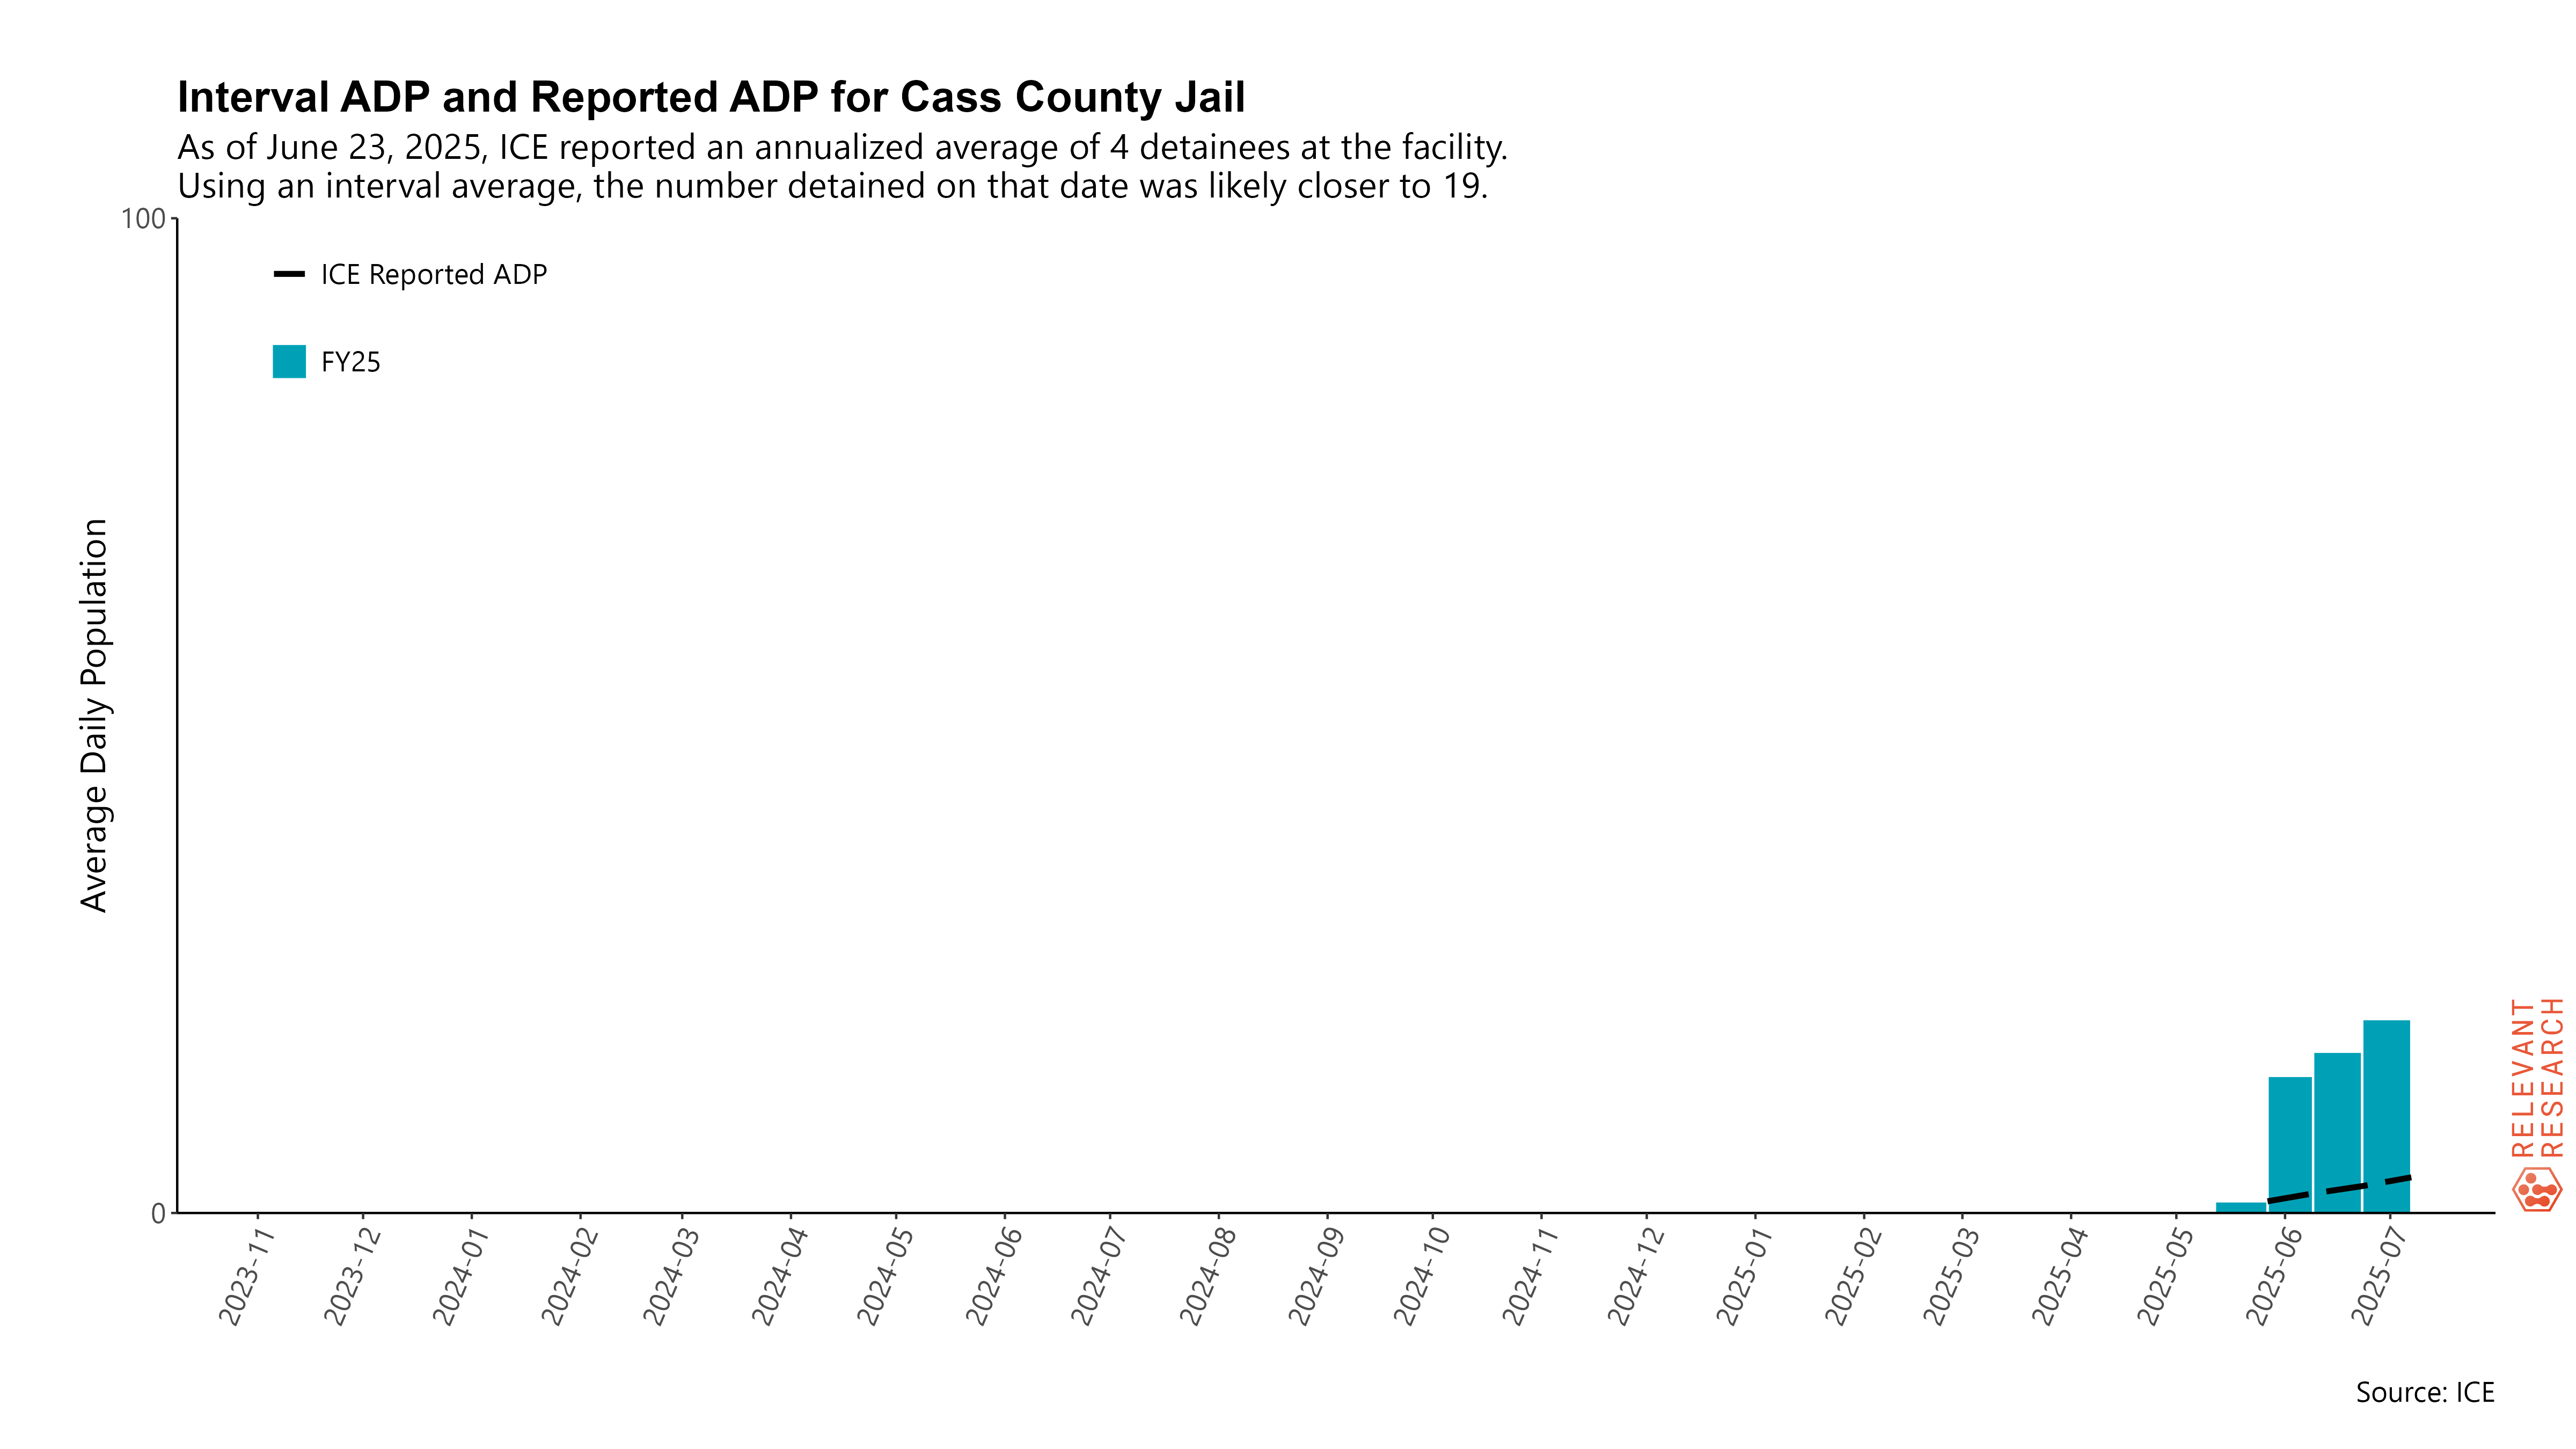 Interval ADP and Reported ADP for Cass County Jail
As of June 23, 2025, ICE reported an annualized average of 4 detainees at the facility.
Using an interval average, the number detained on that date was likely closer to 19.
100
ICE Reported ADP
FY25
Average Daily Population
0
2023-11
2023-12
2024-01
2024-02
2024-03
2024-04
2024-05
2024-06
2024-07
2024-08
2024-09
2024-10
2024-11
2024-12
2025-01
2025-02
2025-03
2025-04
2025-05
2025-06
2025-07
RELEVANT
RESEARCH
Source: ICE